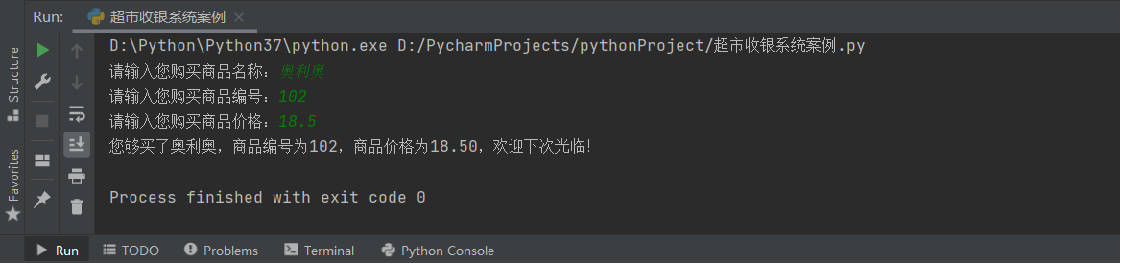 Run: 超市收银系统案例
D:\Python\Python37\python.exe D:/PycharmProjects/pythonProject/超市收银系统案例.py
请输入您购买商品名称：奥利奥
请输入您购买商品编号：102
请输入您购买商品价格：18.5
您够买了奥利奥，商品编号为102，商品价格为18.50，欢迎下次光临！
Process finished with exit code 0
Structure
Favorites
Run TODO Problems Terminal Python Console